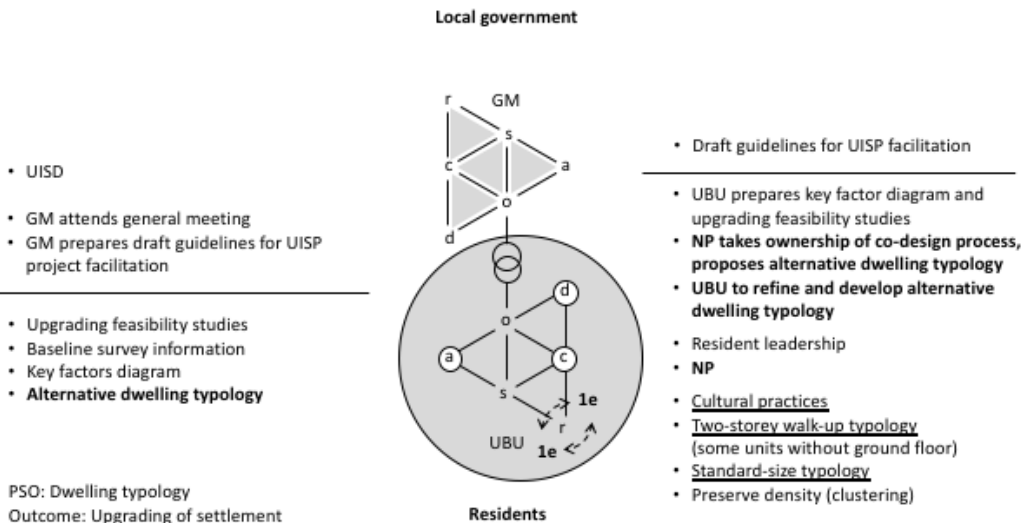 Local government
r GM
s
c a
o
d
• UISD
• GM attends general meeting
• GM prepares draft guidelines for UISP
project facilitation
• Upgrading feasibility studies
• Baseline survey information
• Key factors diagram
• Alternative dwelling typology
PSO: Dwelling typology
Outcome: Upgrading of settlement
d
o
a c
s
1e
r
UBU 1e
Residents
• Draft guidelines for UISP facilitation
• UBU prepares key factor diagram and
upgrading feasibility studies
• NP takes ownership of co-design process,
proposes alternative dwelling typology
• UBU to refine and develop alternative
dwelling typology
• Resident leadership
• NP
• Cultural practices
• Two-storey walk-up typology
(some units without ground floor)
• Standard-size typology
• Preserve density (clustering)